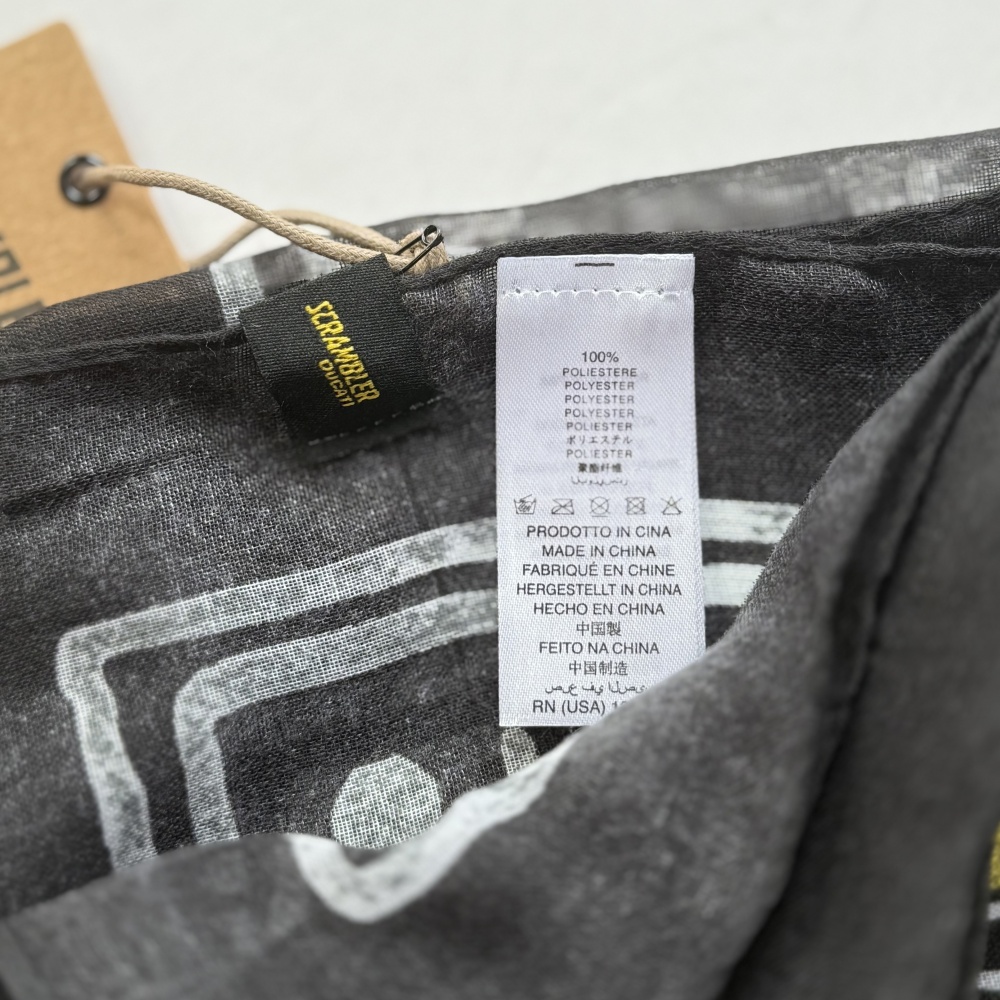 SCRAMBLER
DUCATI
100%
POLIESTERE
POLYESTER
POLYESTER
POLYESTER
POLIESTER
ポリエステル
POLIESTER
聚酯纤维
PRODOTTO IN CINA
MADE IN CHINA
FABRIQUÉ EN CHINE
HERGESTELLT IN CHINA
HECHO EN CHINA
中国製
FEITO NA CHINA
中国制造
RN (USA)